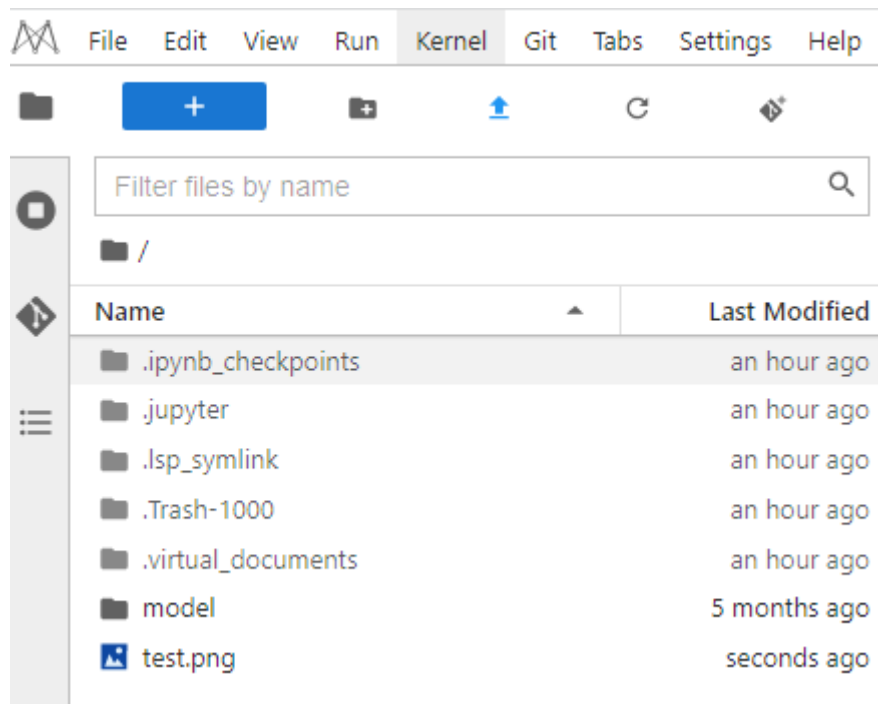 File Edit View Run Kernel Git Tabs Settings Help
Filter files by name
/
Name Last Modified
.ipynb_checkpoints an hour ago
.jupyter an hour ago
.lsp_symlink an hour ago
.Trash-1000 an hour ago
.virtual_documents an hour ago
model 5 months ago
test.png seconds ago